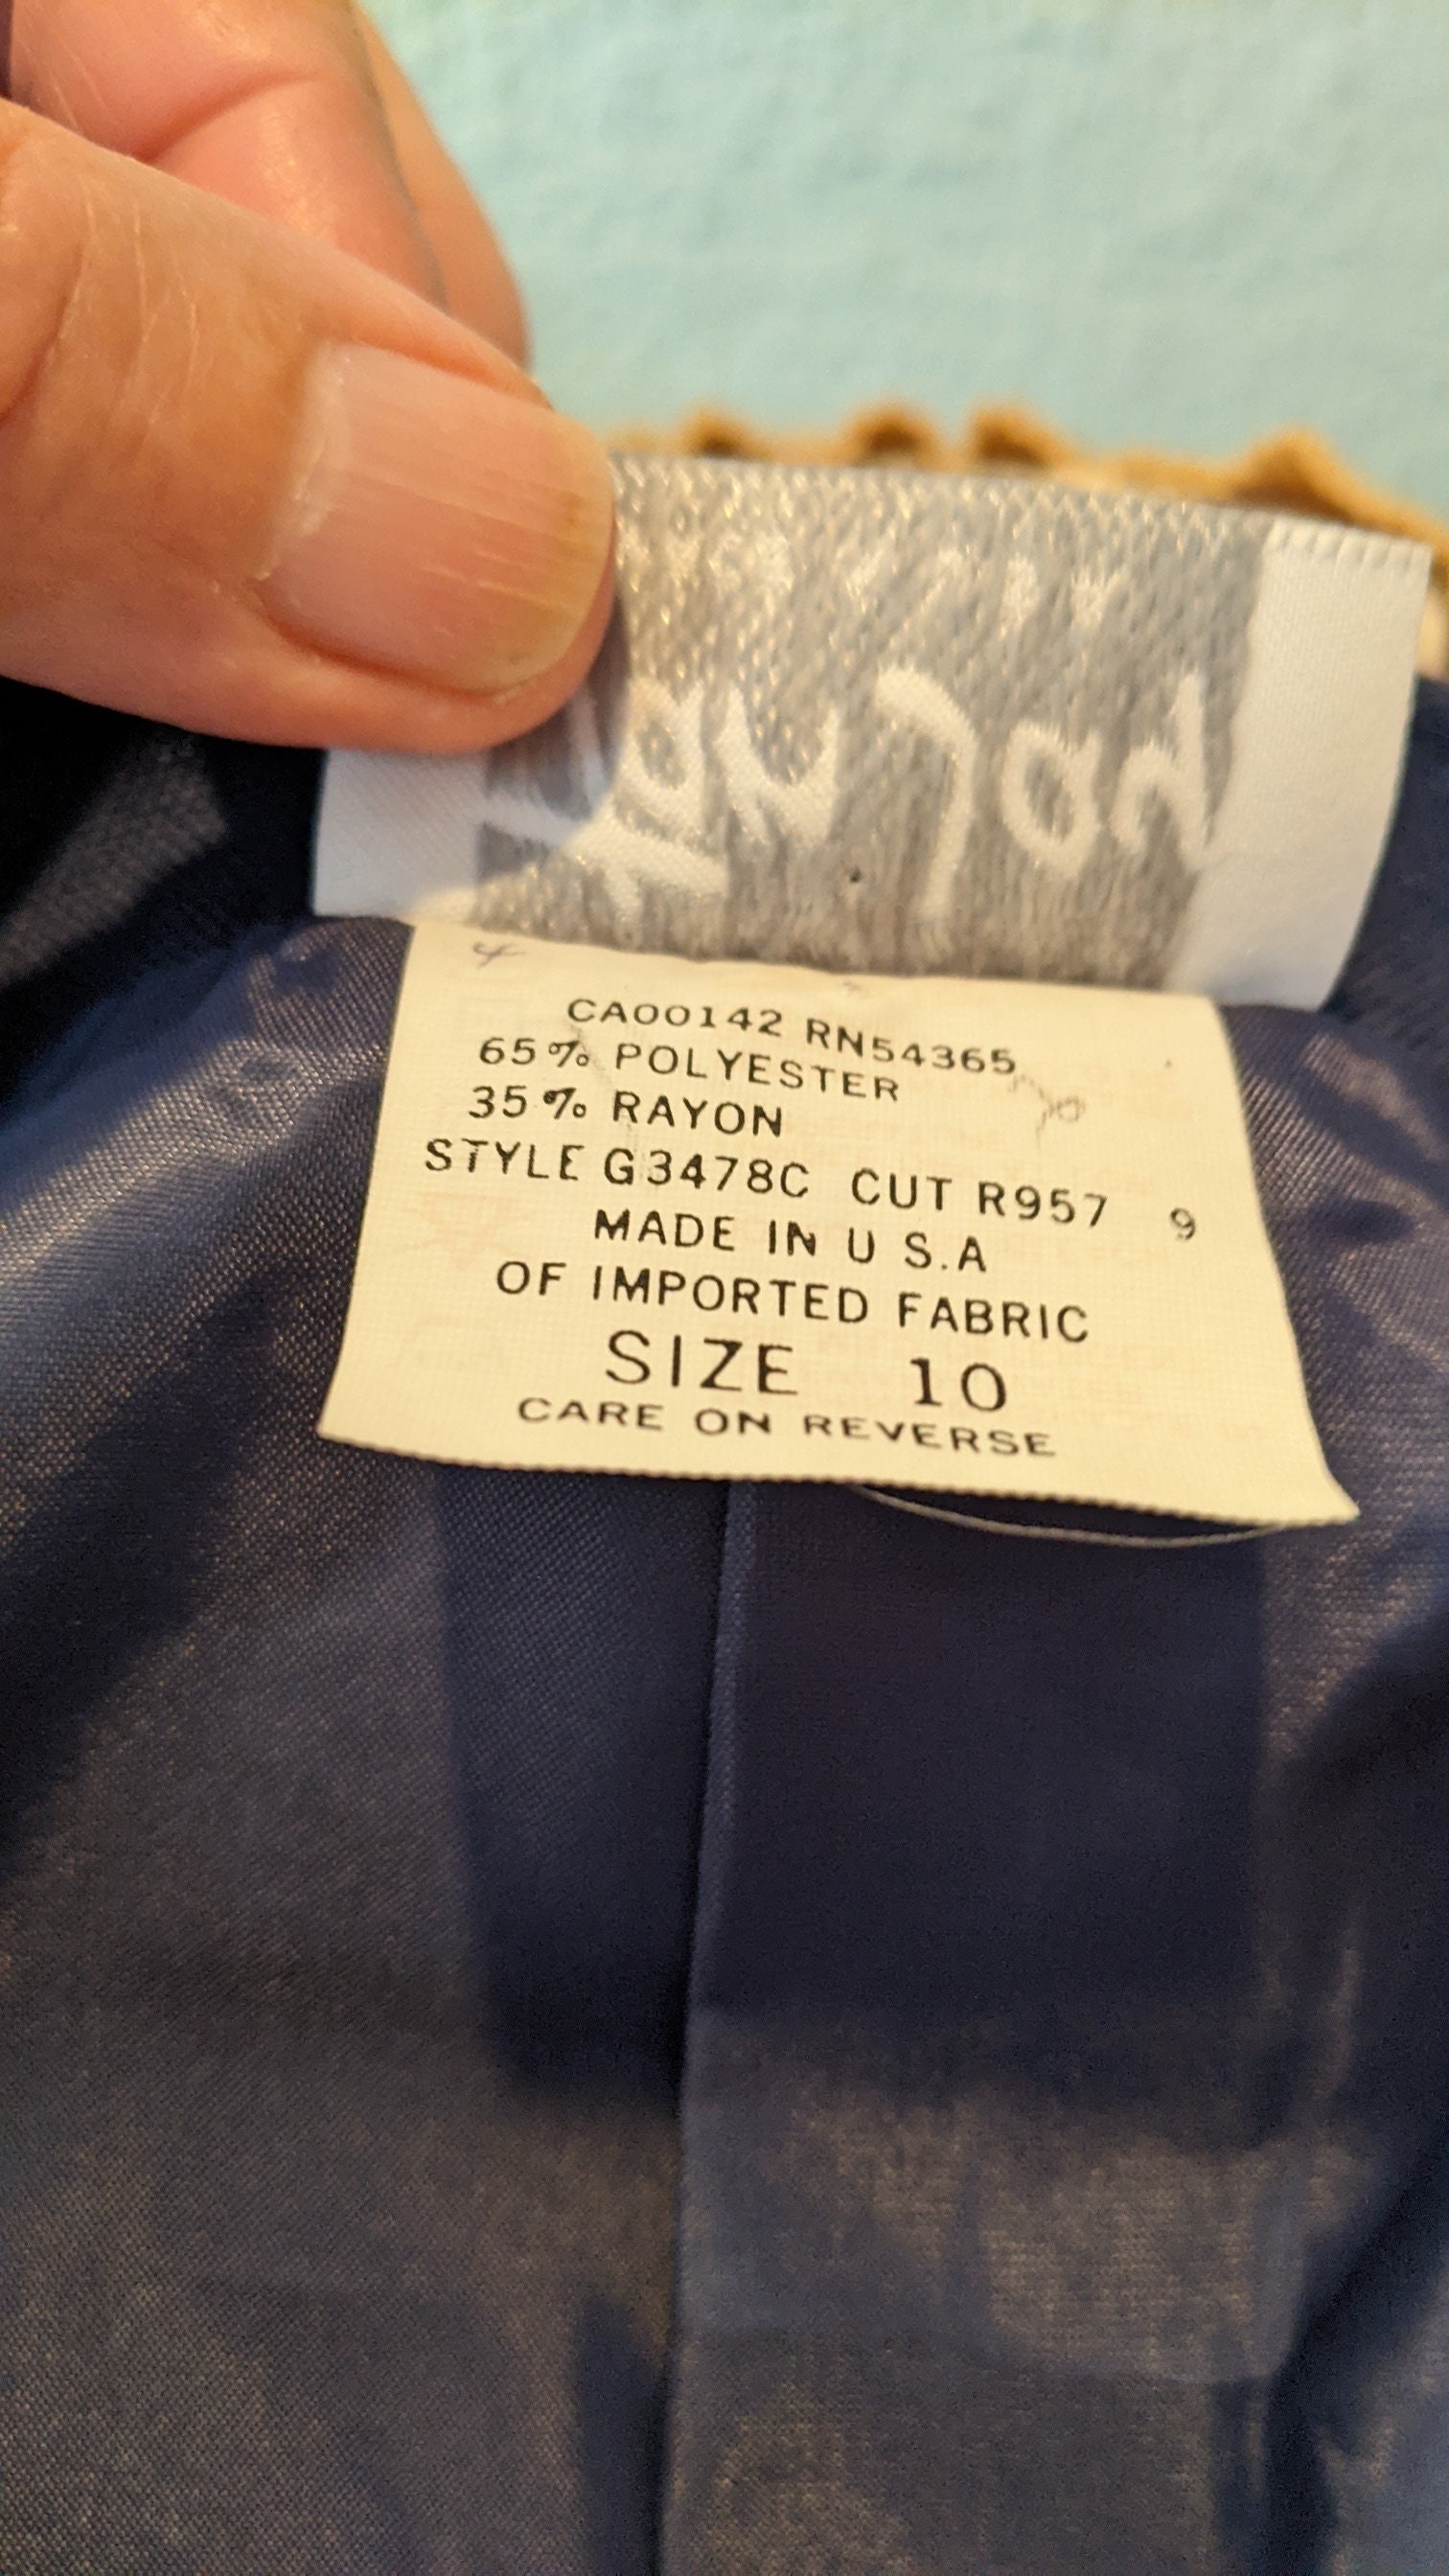 CA00142 RN54365
65% POLYESTER
35% RAYON
STYLE G3478C CUT R957 9
MADE IN U S.A
OF IMPORTED FABRIC
SIZE 10
CARE ON REVERSE